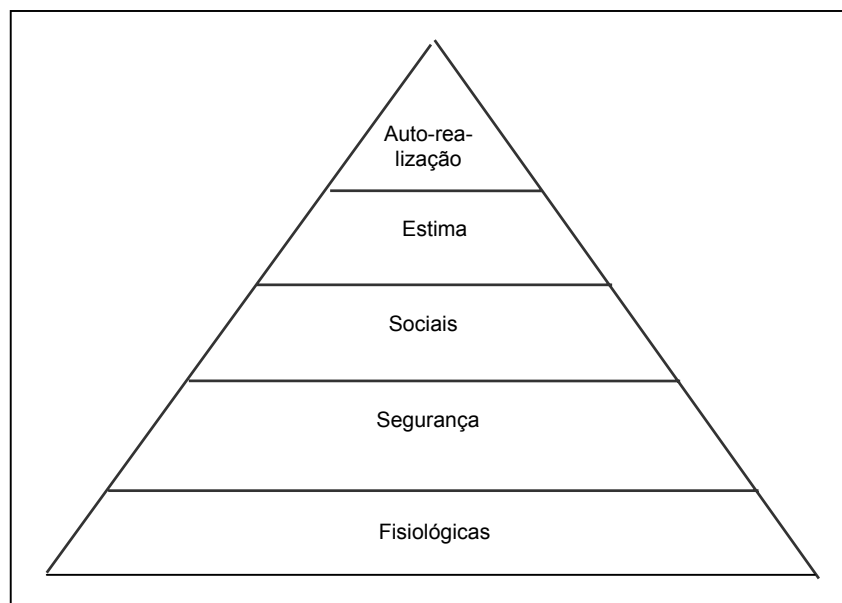 Auto-rea-
lização
Estima
Sociais
Segurança
Fisiológicas